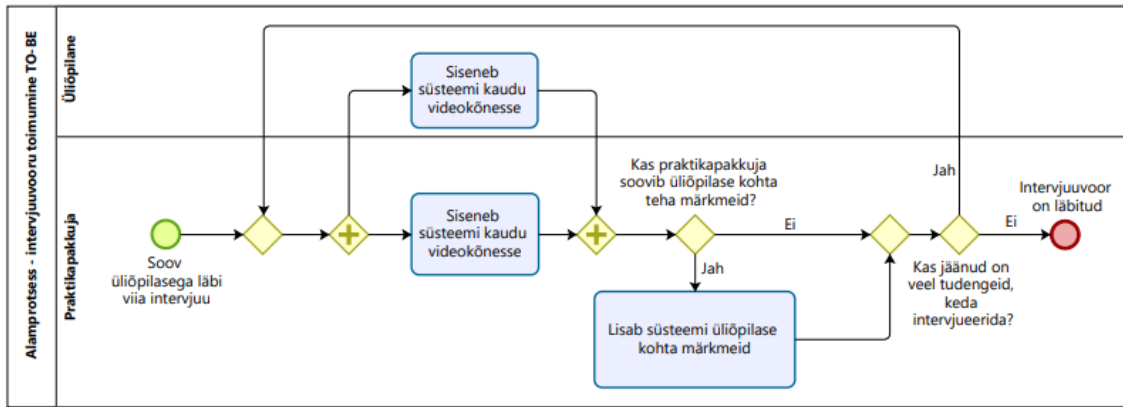 Alamprotsess - intervjuuvooru toimumine TO-BE
Üliõpilane
Siseneb
süsteemi kaudu
videokõnesse
Praktikapakkuja
Soov
üliõpilasega läbi
viia intervjuu
Siseneb
süsteemi kaudu
videokõnesse
Kas praktikapakkuja
soovib üliõpilase kohta
teha märkmeid?
Ei
Jah
Lisab süsteemi üliõpilase
kohta märkmeid
Jah
Ei
Kas jäänud on
veel tudengeid,
keda
intervjueerida?
Intervjuuvoor
on läbitud